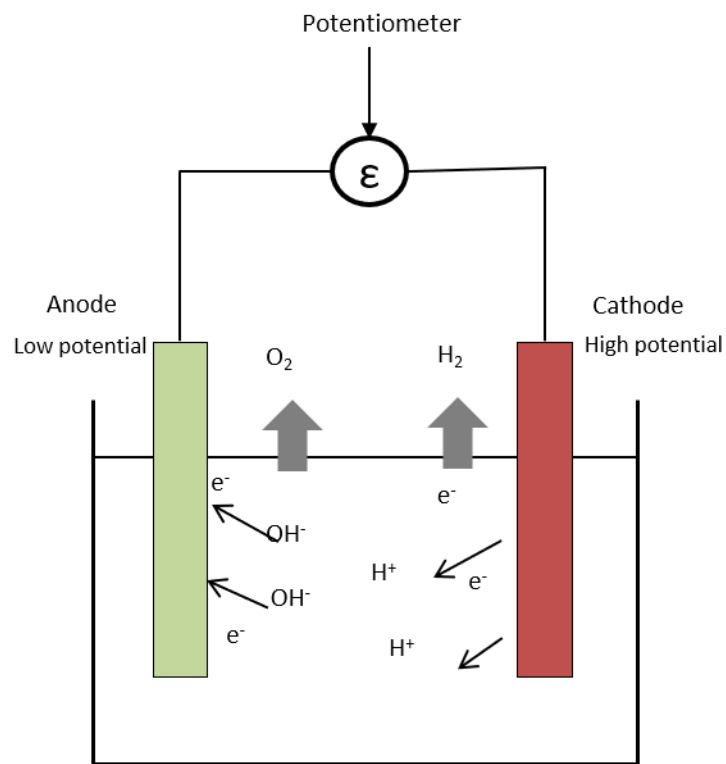 Potentiometer
ε
Anode
Low potential
Cathode
High potential
O₂
H₂
e⁻
e⁻
OH⁻
H⁺
e⁻
OH⁻
e⁻
H⁺